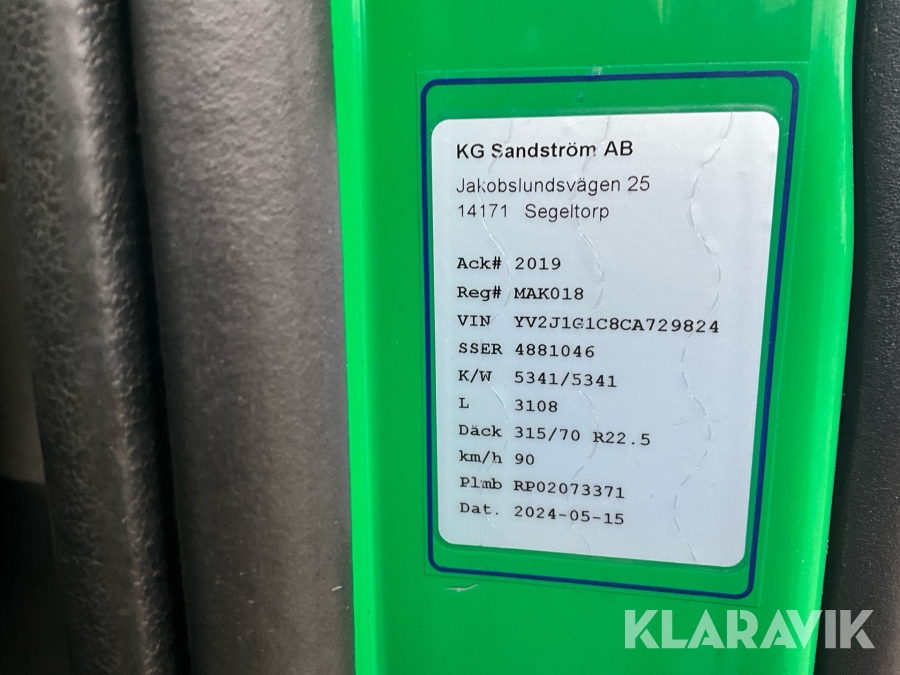 KG Sandström AB
Jakobslundsvägen 25
14171 Segeltorp
Ack# 2019
Reg# MAK018
VIN YV2J1G1C8CA729824
SSER 4881046
K/W 5341/5341
L 3108
Däck 315/70 R22.5
km/h 90
Plmb RP02073371
Dat. 2024-05-15
KLARAVIK